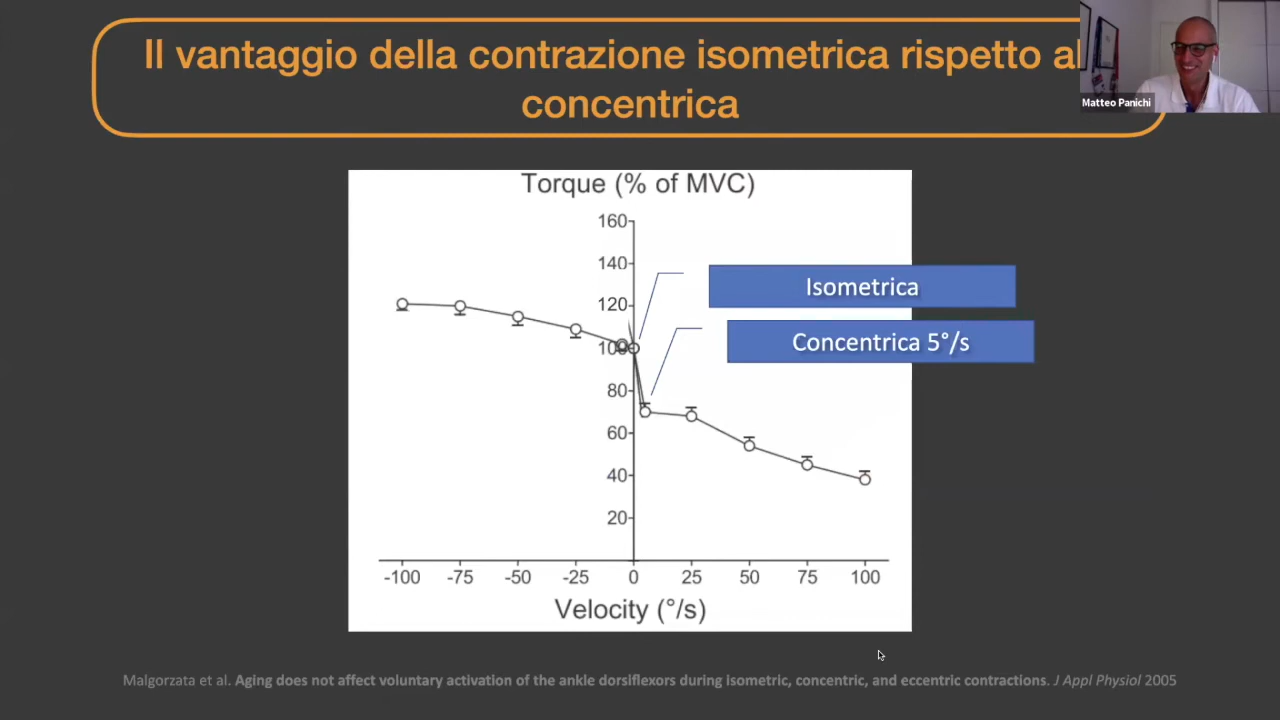 Il vantaggio della contrazione isometrica rispetto al
concentrica
Matteo Panichi
Torque (% of MVC)
160
140
120
100
80
60
40
20
Isometrica
Concentrica 5°/s
-100 -75 -50 -25 0 25 50 75 100
Velocity (°/s)
Malgorzata et al. Aging does not affect voluntary activation of the ankle dorsiflexors during isometric, concentric, and eccentric contractions. J Appl Physiol 2005